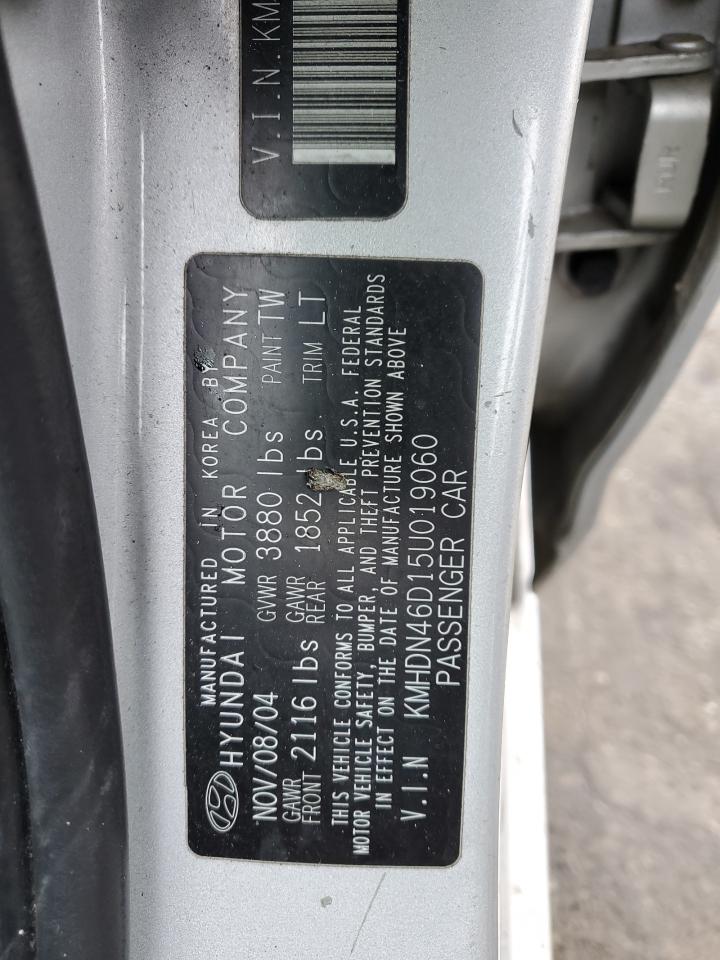 V.I.N. KM
MANUFACTURED IN KOREA BY
HYUNDAI MOTOR COMPANY
NOV/08/04 GVWR 3880 lbs PAINT TW
GAWR FRONT 2116 lbs GAWR REAR 1852 lbs TRIM LT
THIS VEHICLE CONFORMS TO ALL APPLICABLE U.S.A. FEDERAL
MOTOR VEHICLE SAFETY, BUMPER, AND THEFT PREVENTION STANDARDS
IN EFFECT ON THE DATE OF MANUFACTURE SHOWN ABOVE
V.I.N KMHDN46D15U019060
PASSENGER CAR